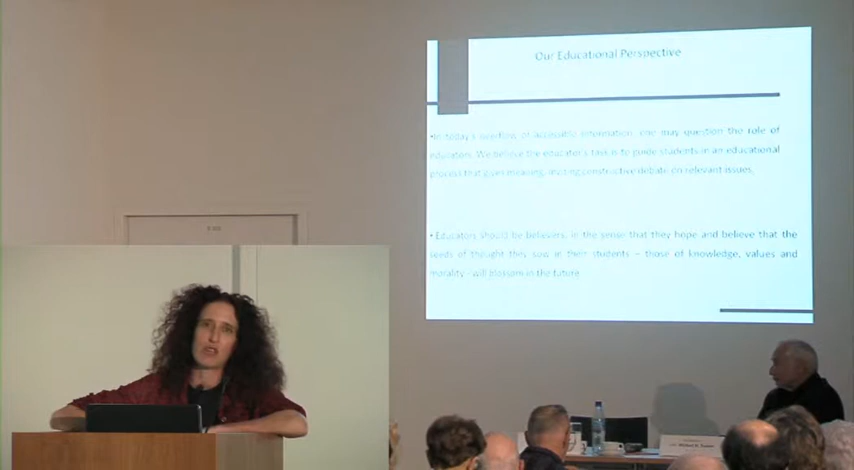 Our Educational Perspective
•In today's overflow of accessible information, one may question the role of
educators. We believe the educator's task is to guide students in an educational
process that gives meaning, inviting constructive debate on relevant issues.
• Educators should be believers, in the sense that they hope and believe that the
seeds of thought they sow in their students – those of knowledge, values and
morality - will blossom in the future